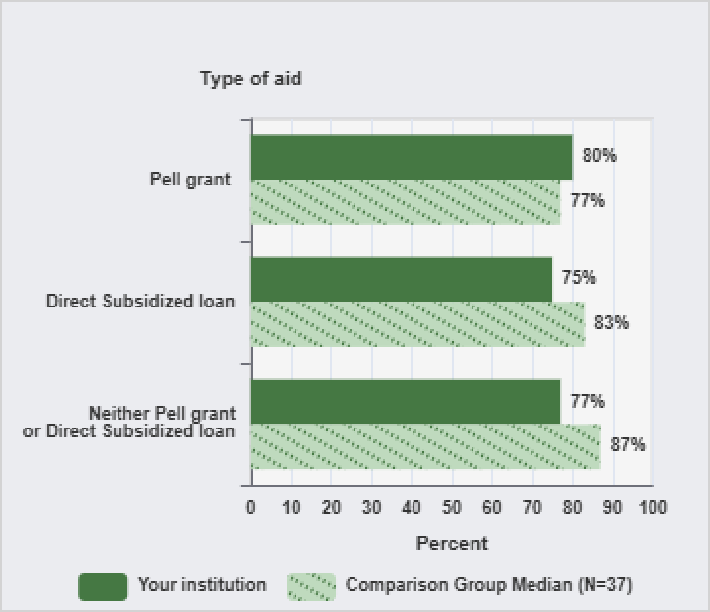 Type of aid
Pell grant
80%
77%
Direct Subsidized loan
75%
83%
Neither Pell grant
or Direct Subsidized loan
77%
87%
0 10 20 30 40 50 60 70 80 90 100
Percent
Your institution
Comparison Group Median (N=37)